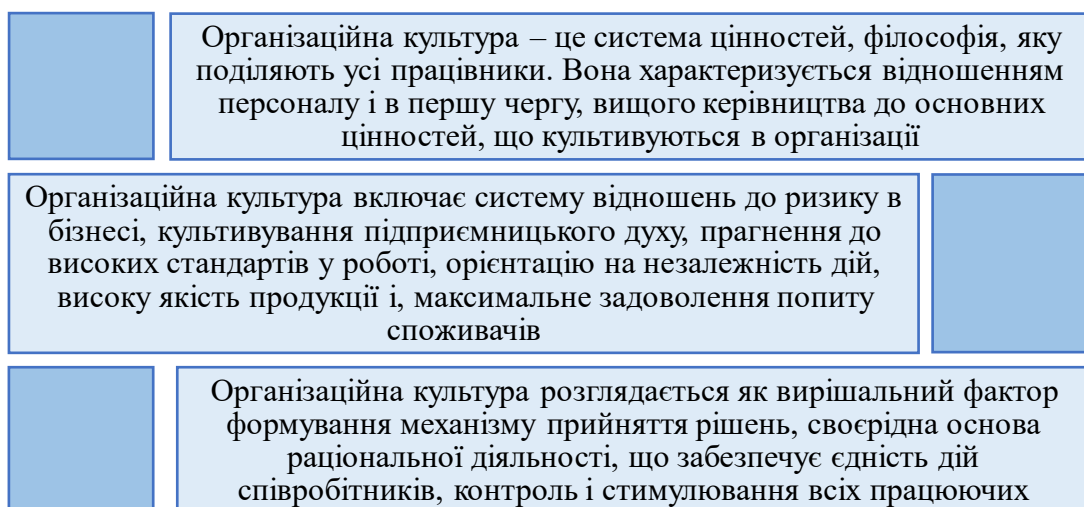 Організаційна культура – це система цінностей, філософія, яку
поділяють усі працівники. Вона характеризується відношенням
персоналу і в першу чергу, вищого керівництва до основних
цінностей, що культивуються в організації
Організаційна культура включає систему відношень до ризику в
бізнесі, культивування підприємницького духу, прагнення до
високих стандартів у роботі, орієнтацію на незалежність дій,
високу якість продукції і, максимальне задоволення попиту
споживачів
Організаційна культура розглядається як вирішальний фактор
формування механізму прийняття рішень, своєрідна основа
раціональної діяльності, що забезпечує єдність дій
співробітників, контроль і стимулювання всіх працюючих